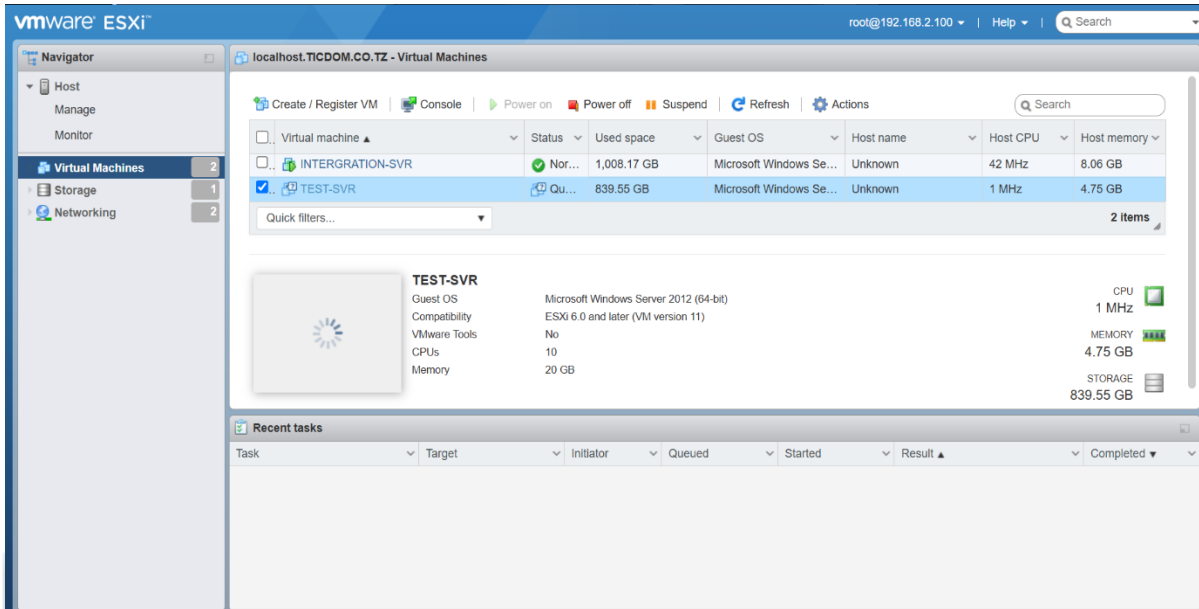 vmware ESXi™
root@192.168.2.100 | Help | Search
Navigator
Host
Manage
Monitor
Virtual Machines 2
Storage 1
Networking 2
localhost.TICDOM.CO.TZ - Virtual Machines
Create / Register VM | Console | Power on Power off Suspend | Refresh | Actions Search
Virtual machine Status Used space Guest OS Host name Host CPU Host memory
INTERGRATION-SVR Nor... 1,008.17 GB Microsoft Windows Se... Unknown 42 MHz 8.06 GB
TEST-SVR Qu... 839.55 GB Microsoft Windows Se... Unknown 1 MHz 4.75 GB
Quick filters... 2 items
TEST-SVR
Guest OS Microsoft Windows Server 2012 (64-bit)
Compatibility ESXi 6.0 and later (VM version 11)
VMware Tools No
CPUs 10
Memory 20 GB
CPU
1 MHz
MEMORY
4.75 GB
STORAGE
839.55 GB
Recent tasks
Task Target Initiator Queued Started Result Completed